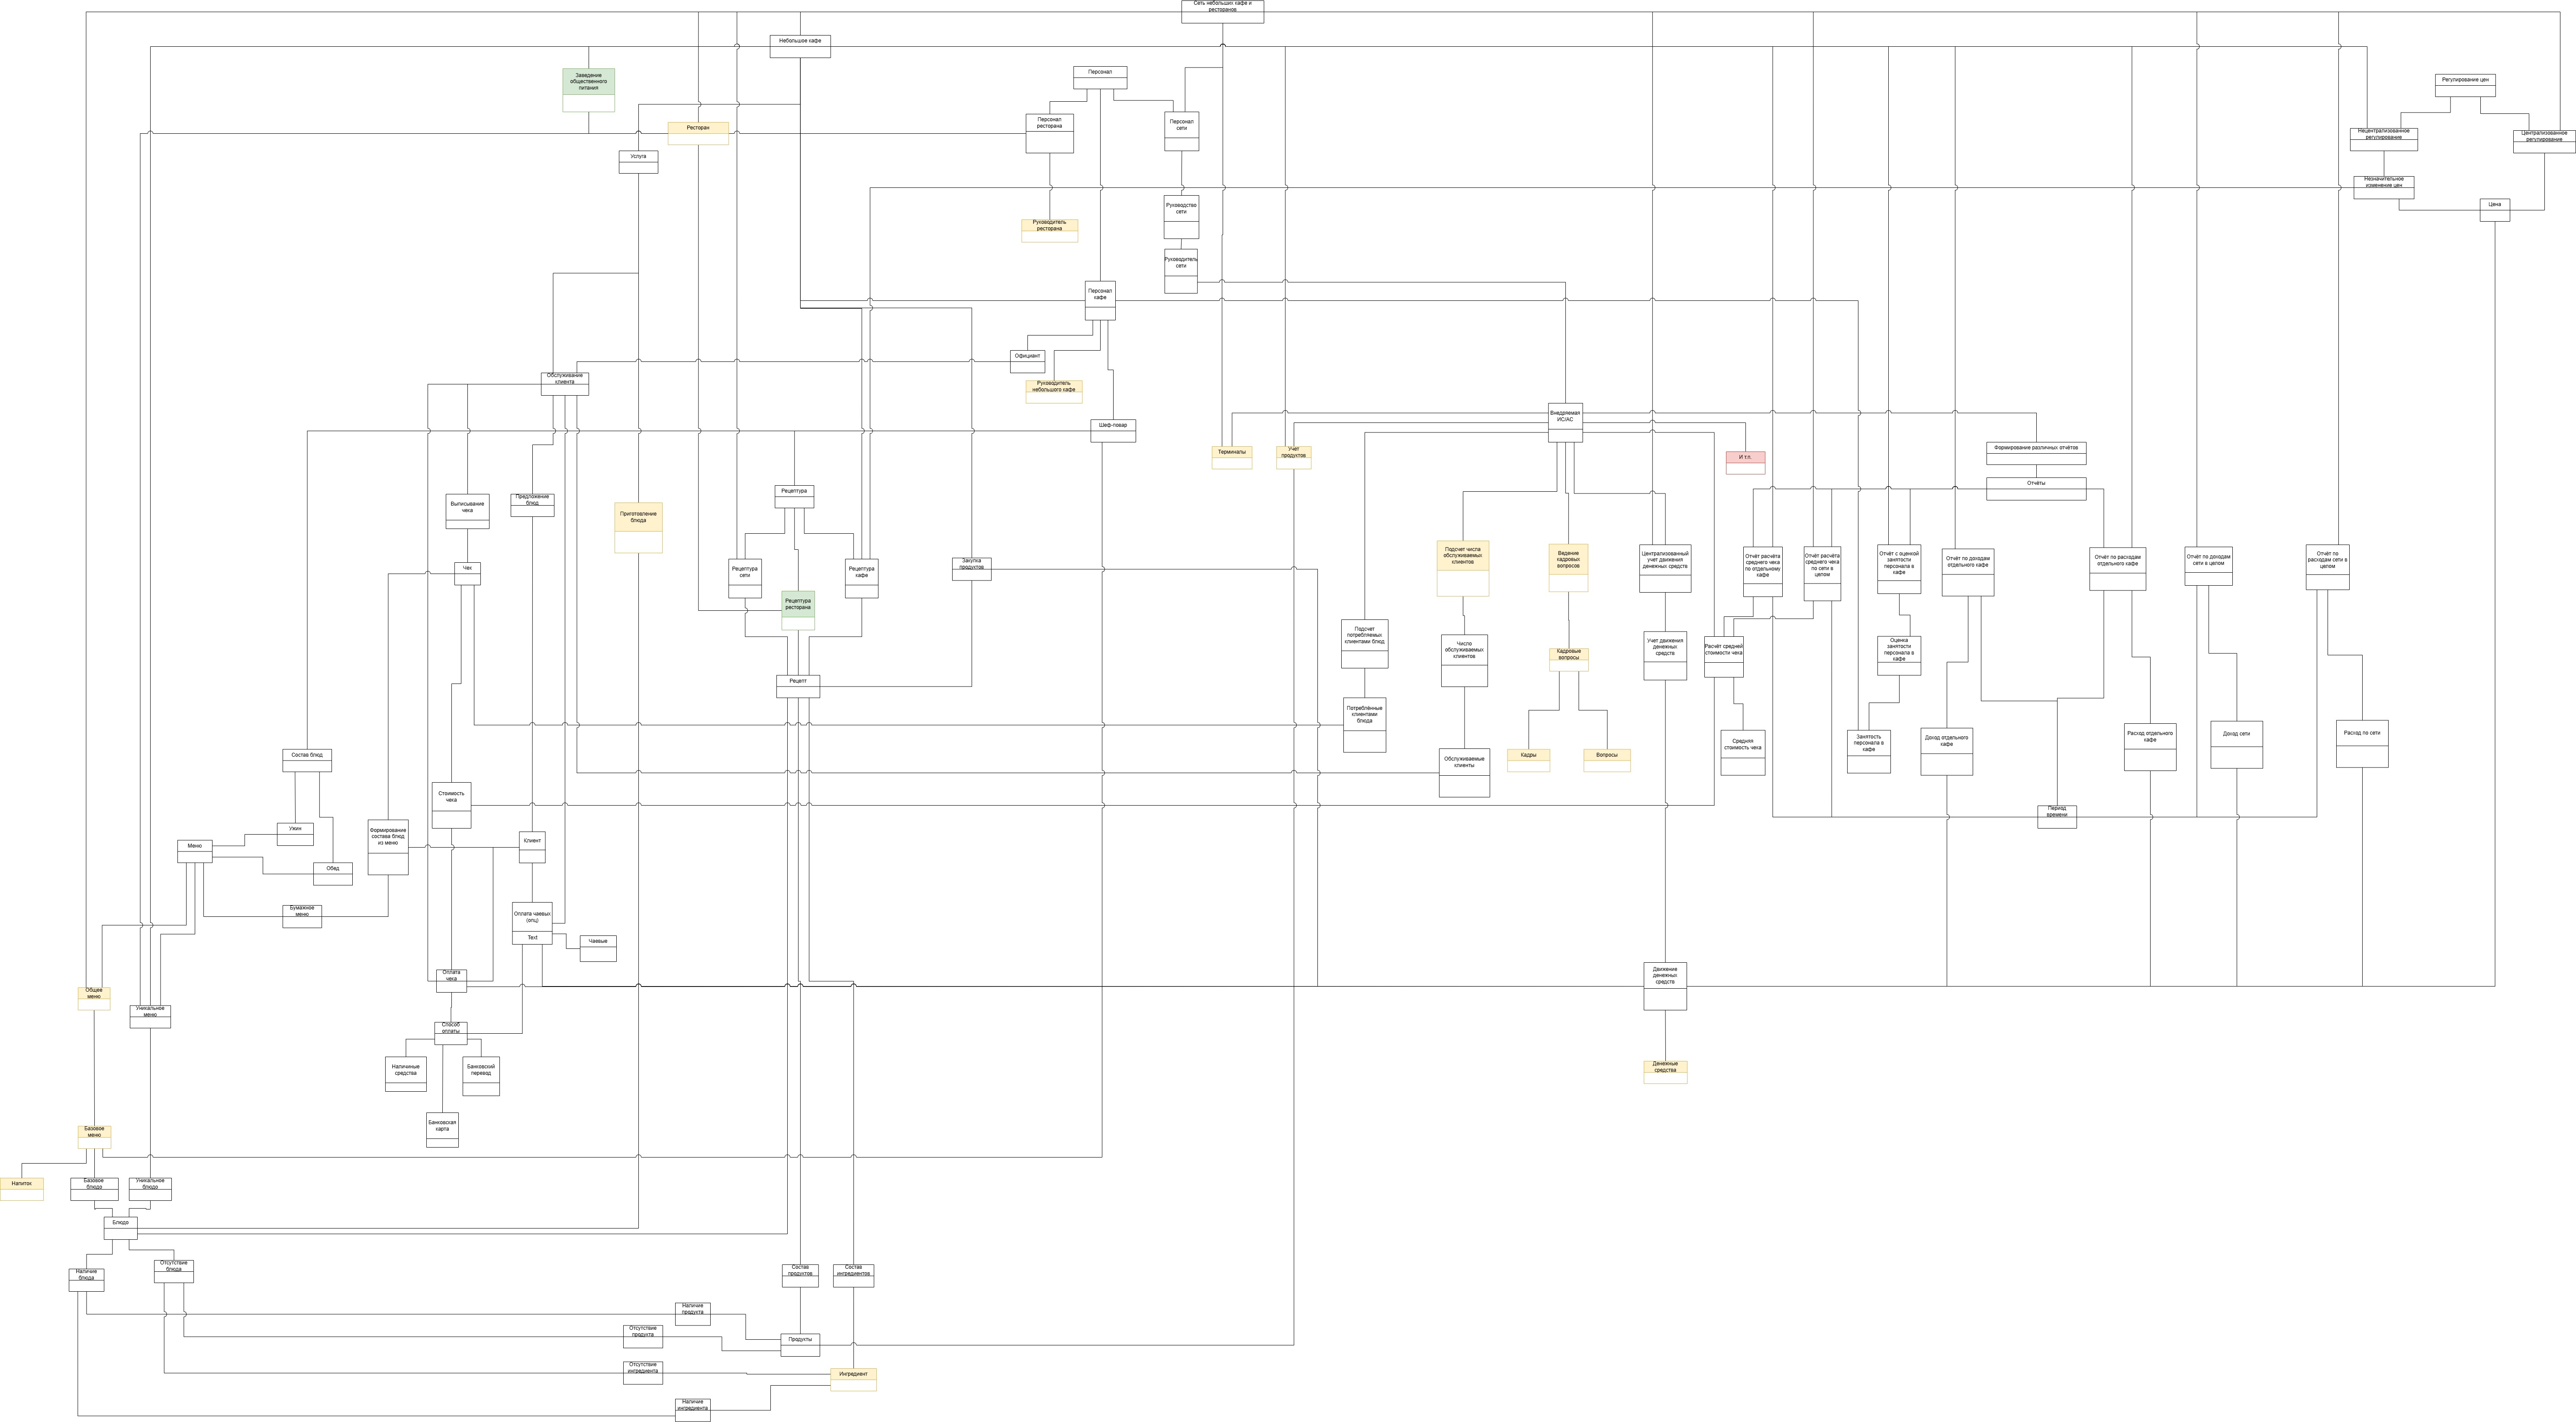 Сеть небольших кафе и
ресторанов
Небольшое кафе
Заведение
общественного
питания
Персонал
Регулирование цен
Ресторан
Персонал
ресторана
Персонал
сети
Нецентрализованное
регулирование
Централизованное
регулирование
Услуга
Незначительное
изменение цен
Руководство
сети
Цена
Руководитель
ресторана
Руководитель
сети
Персонал
кафе
Официант
Обслуживание
клиента
Руководитель
небольшого кафе
Внедряемая
ИС/АС
Шеф-повар
Терминалы
Учет
продуктов
И т.п.
Формирование различных отчётов
Отчёты
Рецептура
Выписывание
чека
Предложение
блюд
Приготовление
блюда
Чек
Рецептура
сети
Рецептура
ресторана
Рецептура
кафе
Закупка
продуктов
Подсчет числа
обслуживаемых
клиентов
Ведение
кадровых
вопросов
Централизованный
учет движения
денежных средств
Отчёт расчёта
среднего чека
по отдельному
кафе
Отчёт расчёта
среднего чека
по сети в
целом
Отчёт с оценкой
занятости
персонала в
кафе
Отчёт по доходам
отдельного кафе
Отчёт по расходам
отдельного кафе
Отчёт по доходам
сети в целом
Отчёт по
расходам сети в
целом
Подсчет
потребляемых
клиентами блюд
Число
обслуживаемых
клиентов
Кадровые
вопросы
Учет движения
денежных
средств
Расчёт средней
стоимости чека
Оценка
занятости
персонала в
кафе
Рецепт
Потреблённые
клиентами
блюда
Обслуживаемые
клиенты
Кадры
Вопросы
Средняя
стоимость чека
Занятость
персонала в
кафе
Доход отдельного
кафе
Расход отдельного
кафе
Доход сети
Расход по сети
Состав блюд
Стоимость
чека
Период
времени
Ужин
Формирование
состава блюд
из меню
Клиент
Меню
Обед
Бумажное
меню
Оплата чаевых
(опц)
Text
Чаевые
Оплата
чека
Движение
денежных
средств
Общее
меню
Уникальное
меню
Способ
оплаты
Наличиные
средства
Банковский
перевод
Денежные
средства
Банковская
карта
Базовое
меню
Напиток
Базовое
блюдо
Уникальное
блюдо
Блюдо
Наличие
блюда
Отсутствие
блюда
Состав
продуктов
Состав
ингредиентов
Наличие
продукта
Отсутствие
продукта
Продукты
Отсутствие
ингредиента
Ингредиент
Наличие
ингредиента